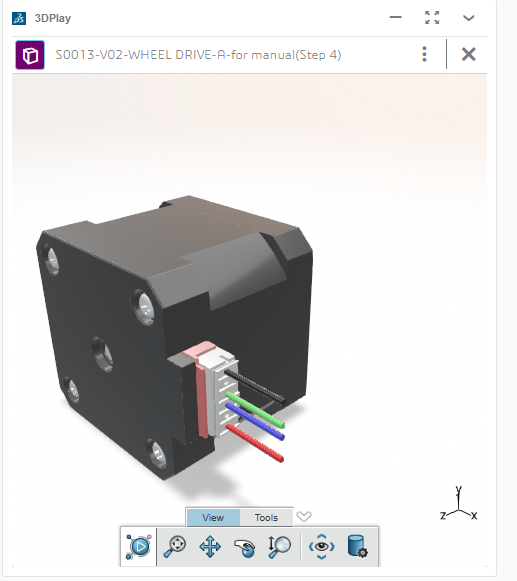 3DPlay
S0013-V02-WHEEL DRIVE-A-for manual(Step 4)
Y
Z X
View Tools